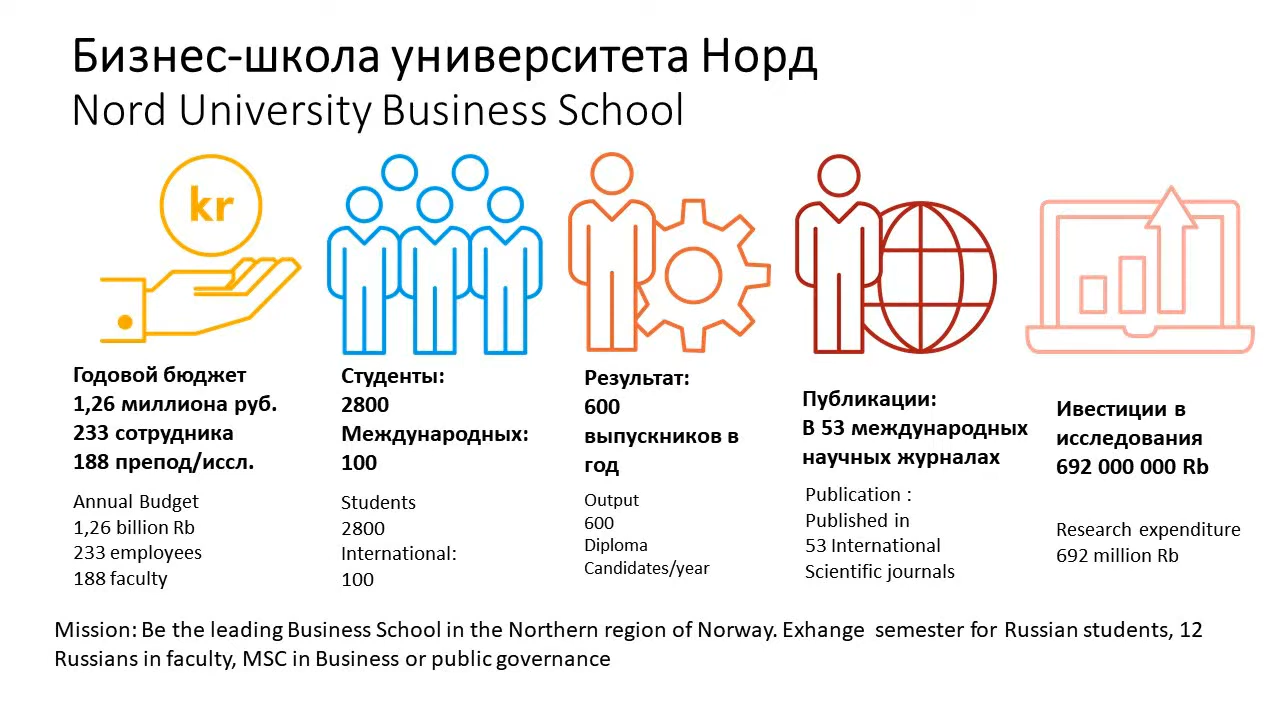 Бизнес-школа университета Норд
Nord University Business School
kr
Годовой бюджет
1,26 миллиона руб.
233 сотрудника
188 препод/иссл.
Annual Budget
1,26 billion Rb
233 employees
188 faculty
Студенты:
2800
Международных:
100
Students
2800
International:
100
Результат:
600
выпускников в
год
Output
600
Diploma
Candidates/year
Публикации:
В 53 международных
научных журналах
Publication :
Published in
53 International
Scientific journals
Ивестиции в
исследования
692 000 000 Rb
Research expenditure
692 million Rb
Mission: Be the leading Business School in the Northern region of Norway. Exhange semester for Russian students, 12
Russians in faculty, MSC in Business or public governance